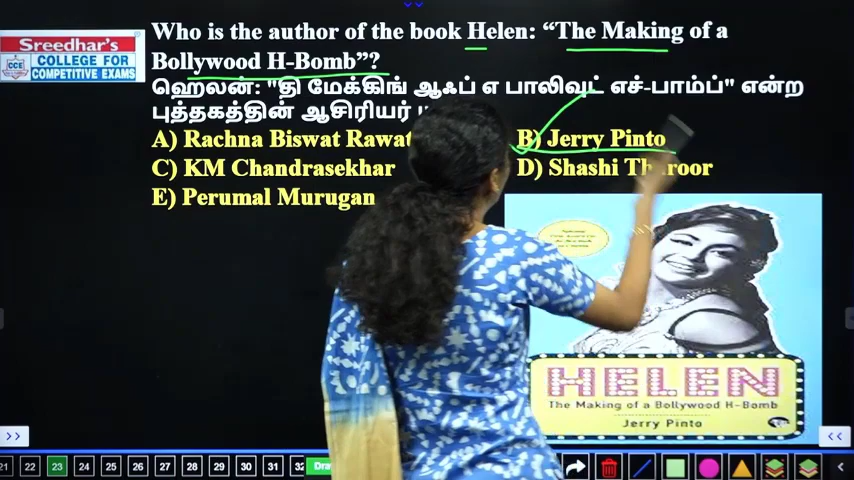 Sreedhar's
CCE
COLLEGE FOR
COMPETITIVE EXAMS
Who is the author of the book Helen: “The Making of a
Bollywood H-Bomb”?
ஹெலன்: "தி மேக்கிங் ஆஃப் எ பாலிவுட் எச்-பாம்ப்" என்ற
புத்தகத்தின் ஆசிரியர்
A) Rachna Biswat Rawat
B) Jerry Pinto
C) KM Chandrasekhar
D) Shashi Tharoor
E) Perumal Murugan
HELEN
The Making of a Bollywood H-Bomb
Jerry Pinto
>> <<
21 22 23 24 25 26 27 28 29 30 31 32 Dra